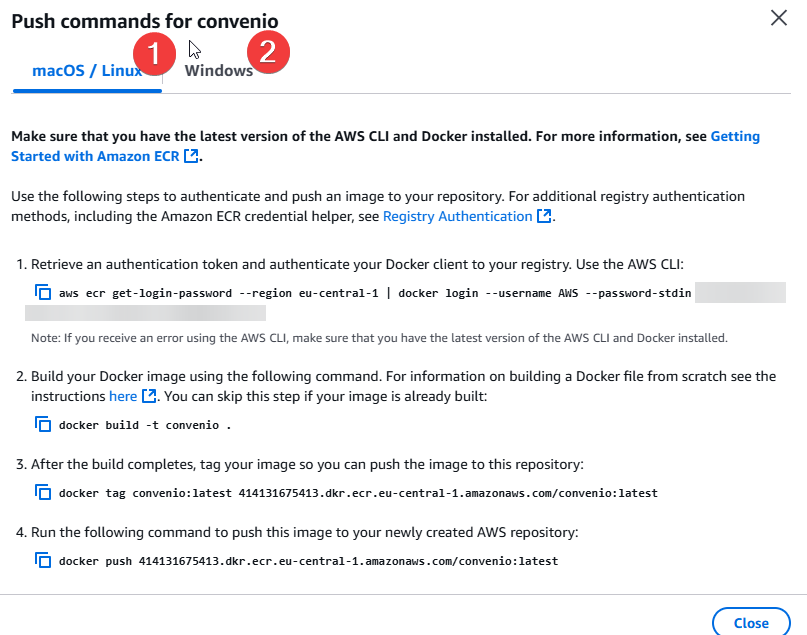 Push commands for convenio
1
2
macOS / Linux
Windows
Make sure that you have the latest version of the AWS CLI and Docker installed. For more information, see Getting
Started with Amazon ECR.
Use the following steps to authenticate and push an image to your repository. For additional registry authentication
methods, including the Amazon ECR credential helper, see Registry Authentication.
1. Retrieve an authentication token and authenticate your Docker client to your registry. Use the AWS CLI:
aws ecr get-login-password --region eu-central-1 | docker login --username AWS --password-stdin
Note: If you receive an error using the AWS CLI, make sure that you have the latest version of the AWS CLI and Docker installed.
2. Build your Docker image using the following command. For information on building a Docker file from scratch see the
instructions here. You can skip this step if your image is already built:
docker build -t convenio .
3. After the build completes, tag your image so you can push the image to this repository:
docker tag convenio:latest 414131675413.dkr.ecr.eu-central-1.amazonaws.com/convenio:latest
4. Run the following command to push this image to your newly created AWS repository:
docker push 414131675413.dkr.ecr.eu-central-1.amazonaws.com/convenio:latest
Close